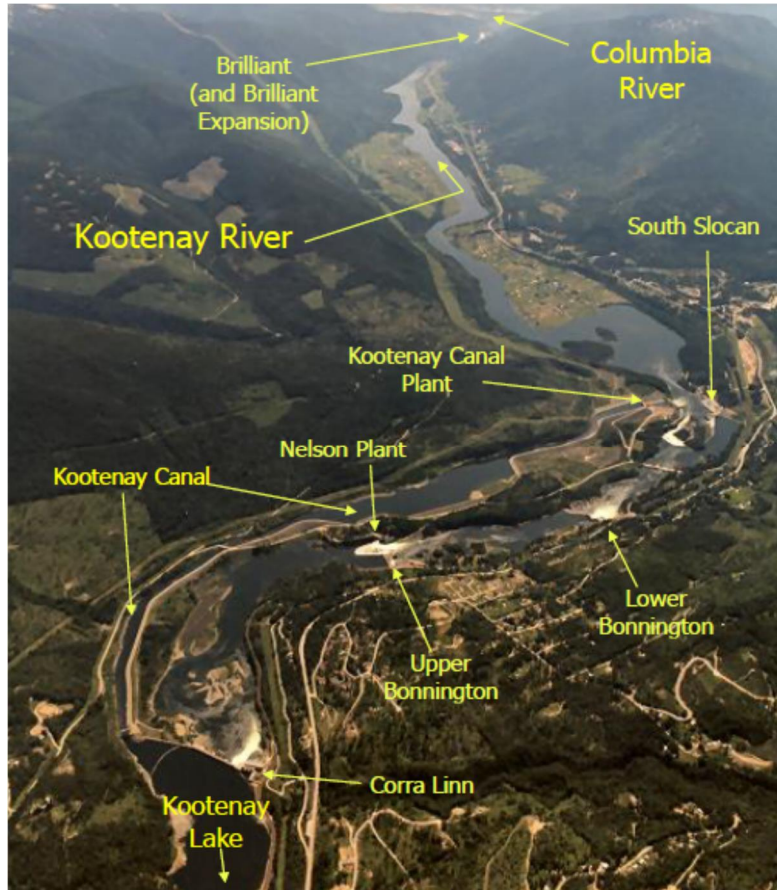 Columbia
River
Brilliant
(and Brilliant
Expansion)
Kootenay River
South Slocan
Kootenay Canal
Plant
Nelson Plant
Kootenay Canal
Lower
Bonnington
Upper
Bonnington
Corra Linn
Kootenay
Lake